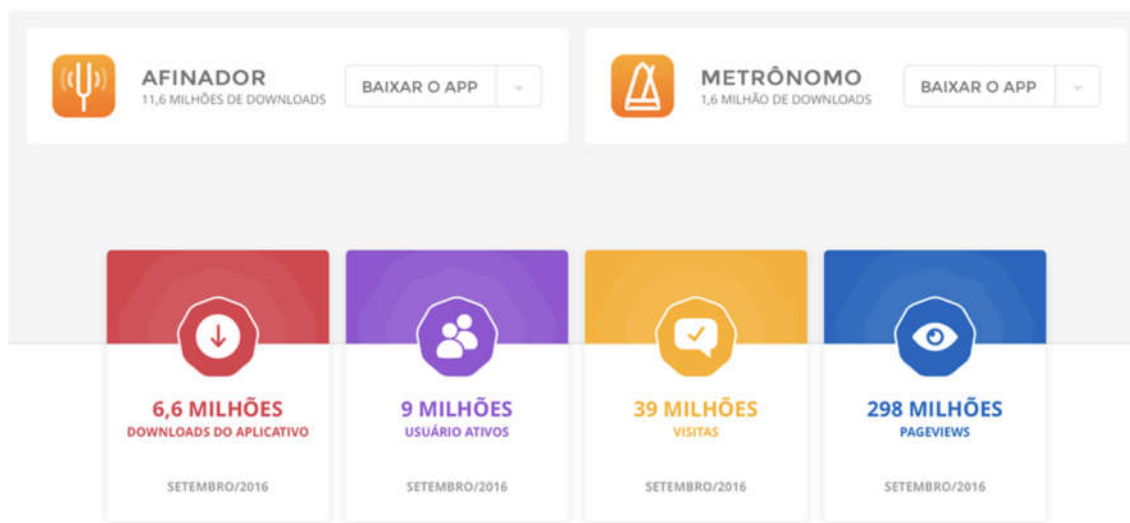 AFINADOR
11,6 MILHÕES DE DOWNLOADS
BAIXAR O APP
METRÔNOMO
1,6 MILHÃO DE DOWNLOADS
BAIXAR O APP
6,6 MILHÕES
DOWNLOADS DO APLICATIVO
SETEMBRO/2016
9 MILHÕES
USUÁRIO ATIVOS
SETEMBRO/2016
39 MILHÕES
VISITAS
SETEMBRO/2016
298 MILHÕES
PAGEVIEWS
SETEMBRO/2016